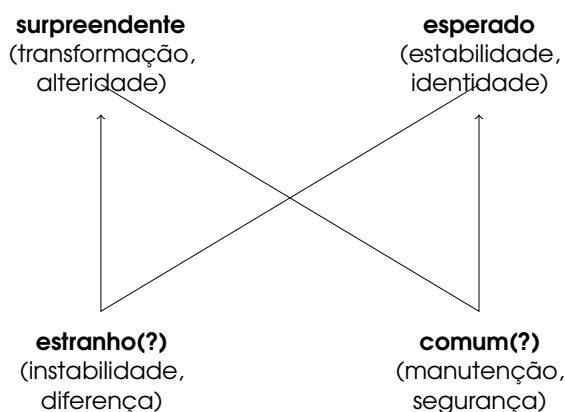 surpreendente
(transformação,
alteridade)
esperado
(estabilidade,
identidade)
estranho(?)
(instabilidade,
diferença)
comum(?)
(manutenção,
segurança)